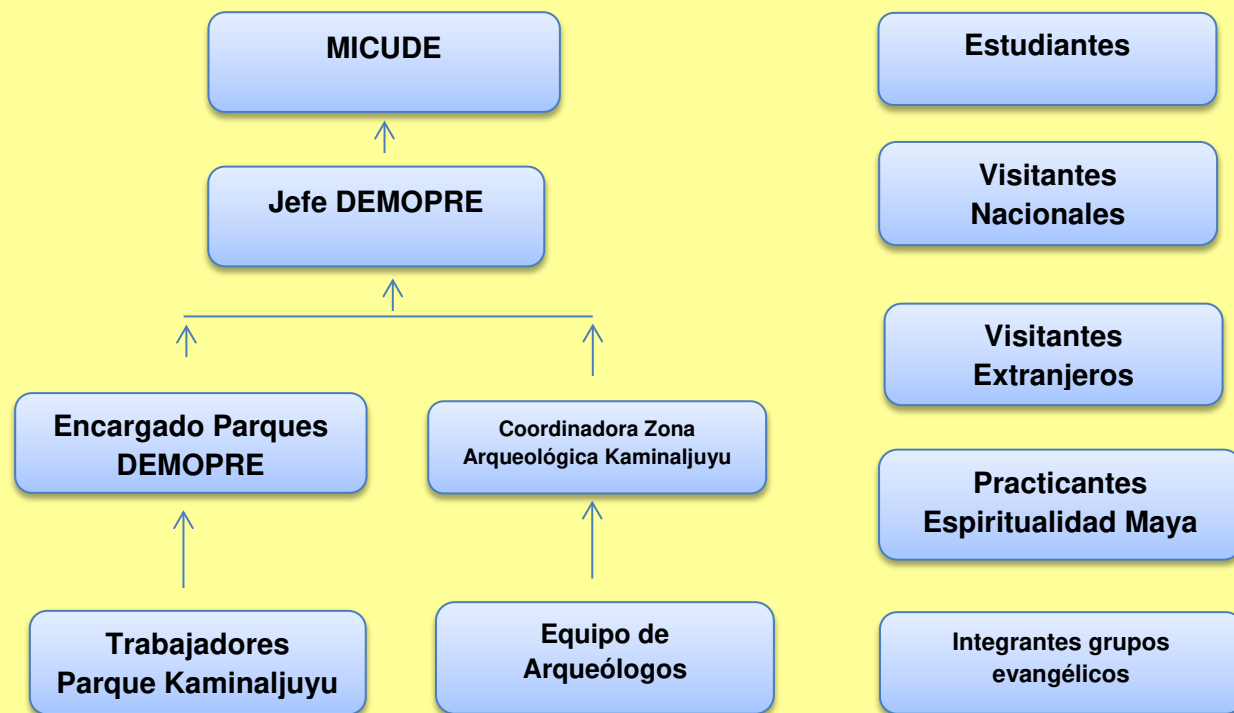 MICUDE
Jefe DEMOPRE
Encargado Parques
DEMOPRE
Coordinadora Zona
Arqueológica Kaminaljuyu
Trabajadores
Parque Kaminaljuyu
Equipo de
Arqueólogos
Estudiantes
Visitantes
Nacionales
Visitantes
Extranjeros
Practicantes
Espiritualidad Maya
Integrantes grupos
evangélicos